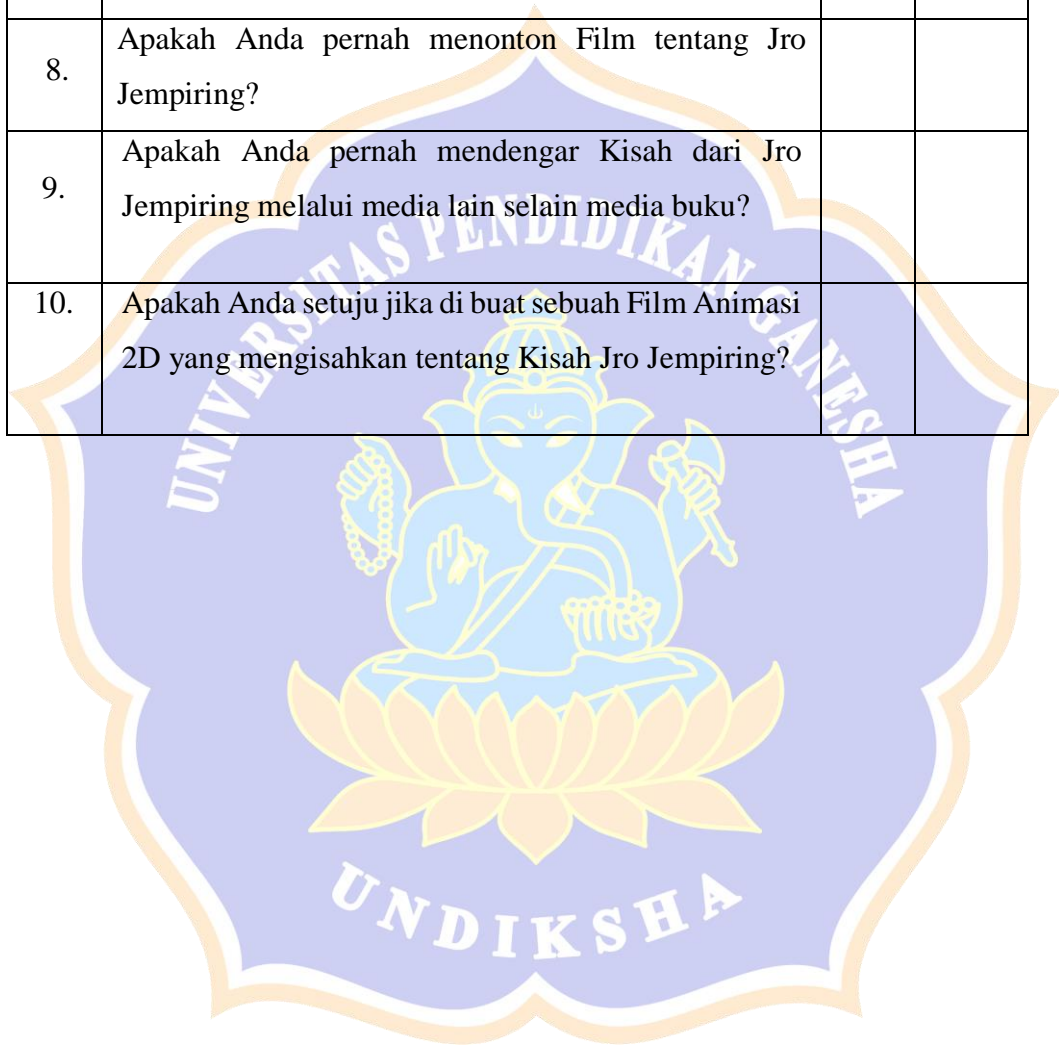 8. Apakah Anda pernah menonton Film tentang Jro
Jempiring?
9. Apakah Anda pernah mendengar Kisah dari Jro
Jempiring melalui media lain selain media buku?
10. Apakah Anda setuju jika di buat sebuah Film Animasi
2D yang mengisahkan tentang Kisah Jro Jempiring?
UNIVERSITAS PENDIDIKAN GANESHA
UNDIKSHA